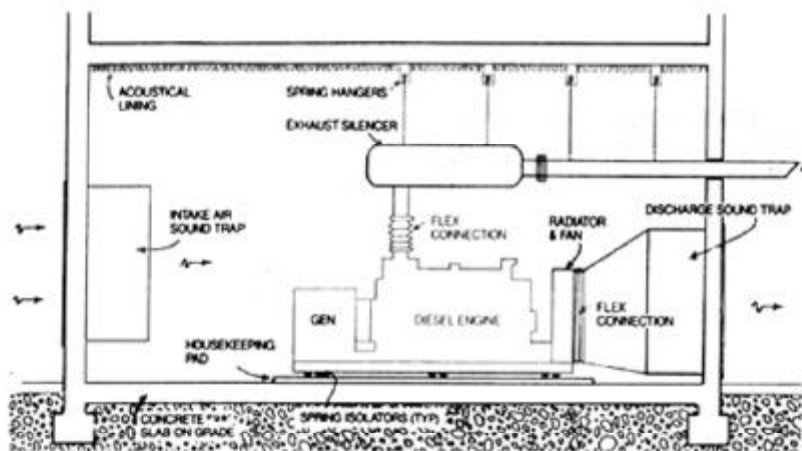 ACOUSTICAL
LINING
SPRING HANGERS
EXHAUST SILENCER
INTAKE AIR
SOUND TRAP
FLEX
CONNECTION
RADIATOR
& FAN
DISCHARGE SOUND TRAP
GEN
DIESEL ENGINE
FLEX
CONNECTION
HOUSEKEEPING
PAD
CONCRETE
SLAB ON GRADE
SPRING ISOLATORS (TYP)